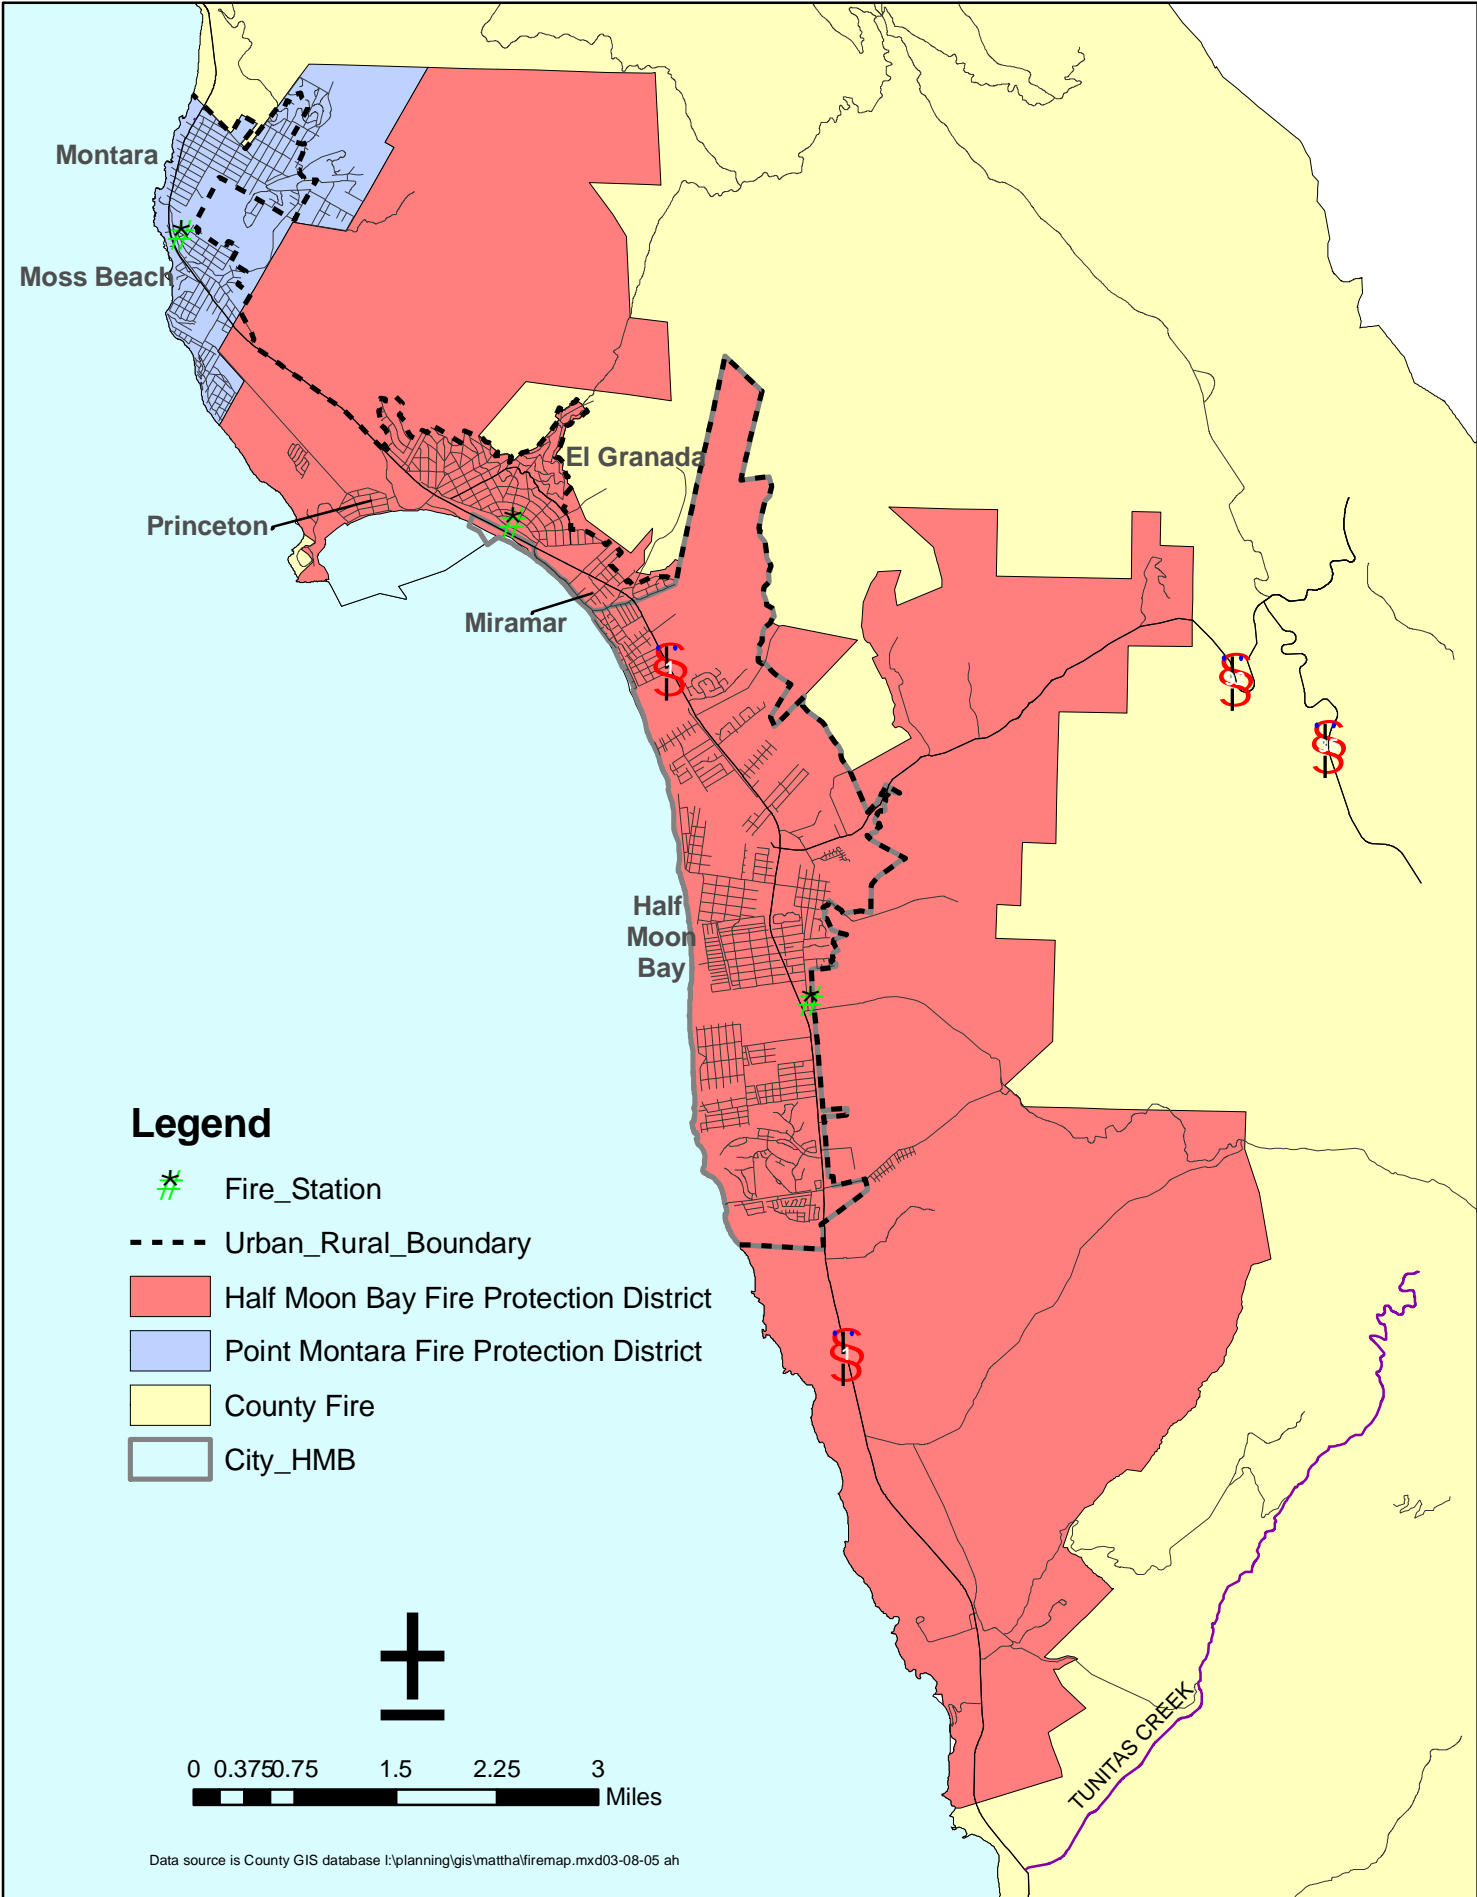 Montara
Moss Beach
El Granada
Princeton
Miramar
1
Half
Moon
Bay
Legend
Fire_Station
Urban_Rural_Boundary
Half Moon Bay Fire Protection District
Point Montara Fire Protection District
County Fire
City_HMB
1
TUNITAS CREEK
0 0.375 0.75 1.5 2.25 3
Miles
Data source is County GIS database I:\planning\gis\mattha\firemap.mxd03-08-05 ah